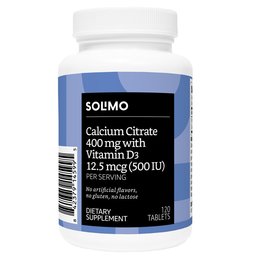 SOLIMO
Calcium Citrate
400 mg with
Vitamin D3
12.5 mcg (500 IU)
PER SERVING
No artificial flavors,
no gluten, no lactose
DIETARY
SUPPLEMENT
120
TABLETS